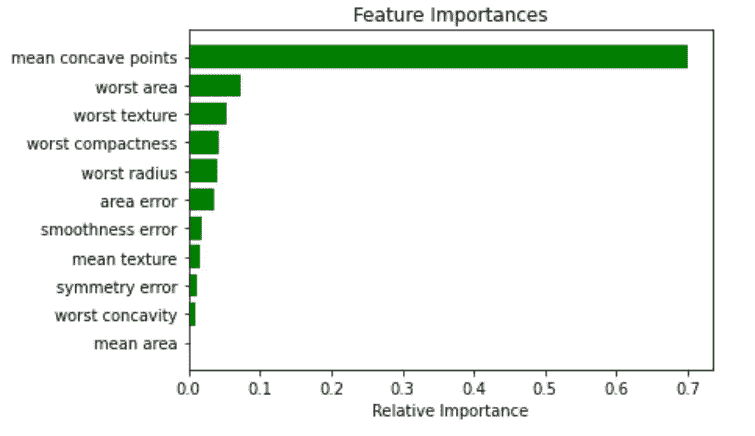 Feature Importances
mean concave points
worst area
worst texture
worst compactness
worst radius
area error
smoothness error
mean texture
symmetry error
worst concavity
mean area
0.0 0.1 0.2 0.3 0.4 0.5 0.6 0.7
Relative Importance